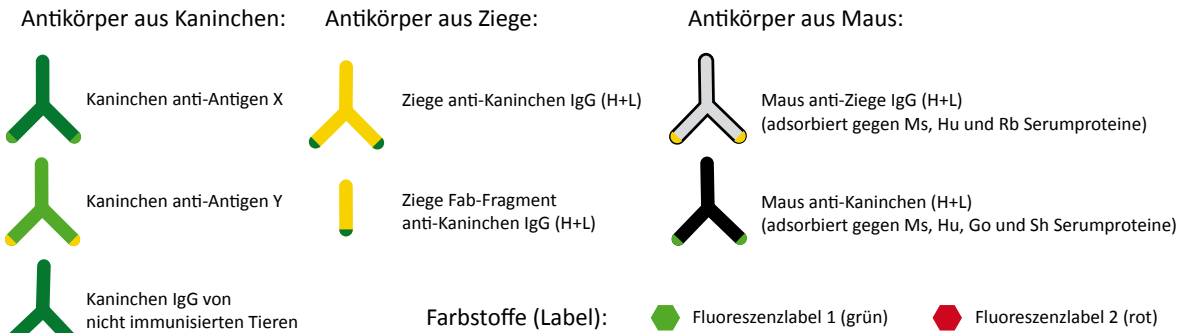 Antikörper aus Kaninchen:
Kaninchen anti-Antigen X
Kaninchen anti-Antigen Y
Kaninchen IgG von
nicht immunisierten Tieren
Antikörper aus Ziege:
Ziege anti-Kaninchen IgG (H+L)
Ziege Fab-Fragment
anti-Kaninchen IgG (H+L)
Antikörper aus Maus:
Maus anti-Ziege IgG (H+L)
(adsorbiert gegen Ms, Hu und Rb Serumproteine)
Maus anti-Kaninchen (H+L)
(adsorbiert gegen Ms, Hu, Go und Sh Serumproteine)
Farbstoffe (Label):
Fluoreszenzlabel 1 (grün)
Fluoreszenzlabel 2 (rot)